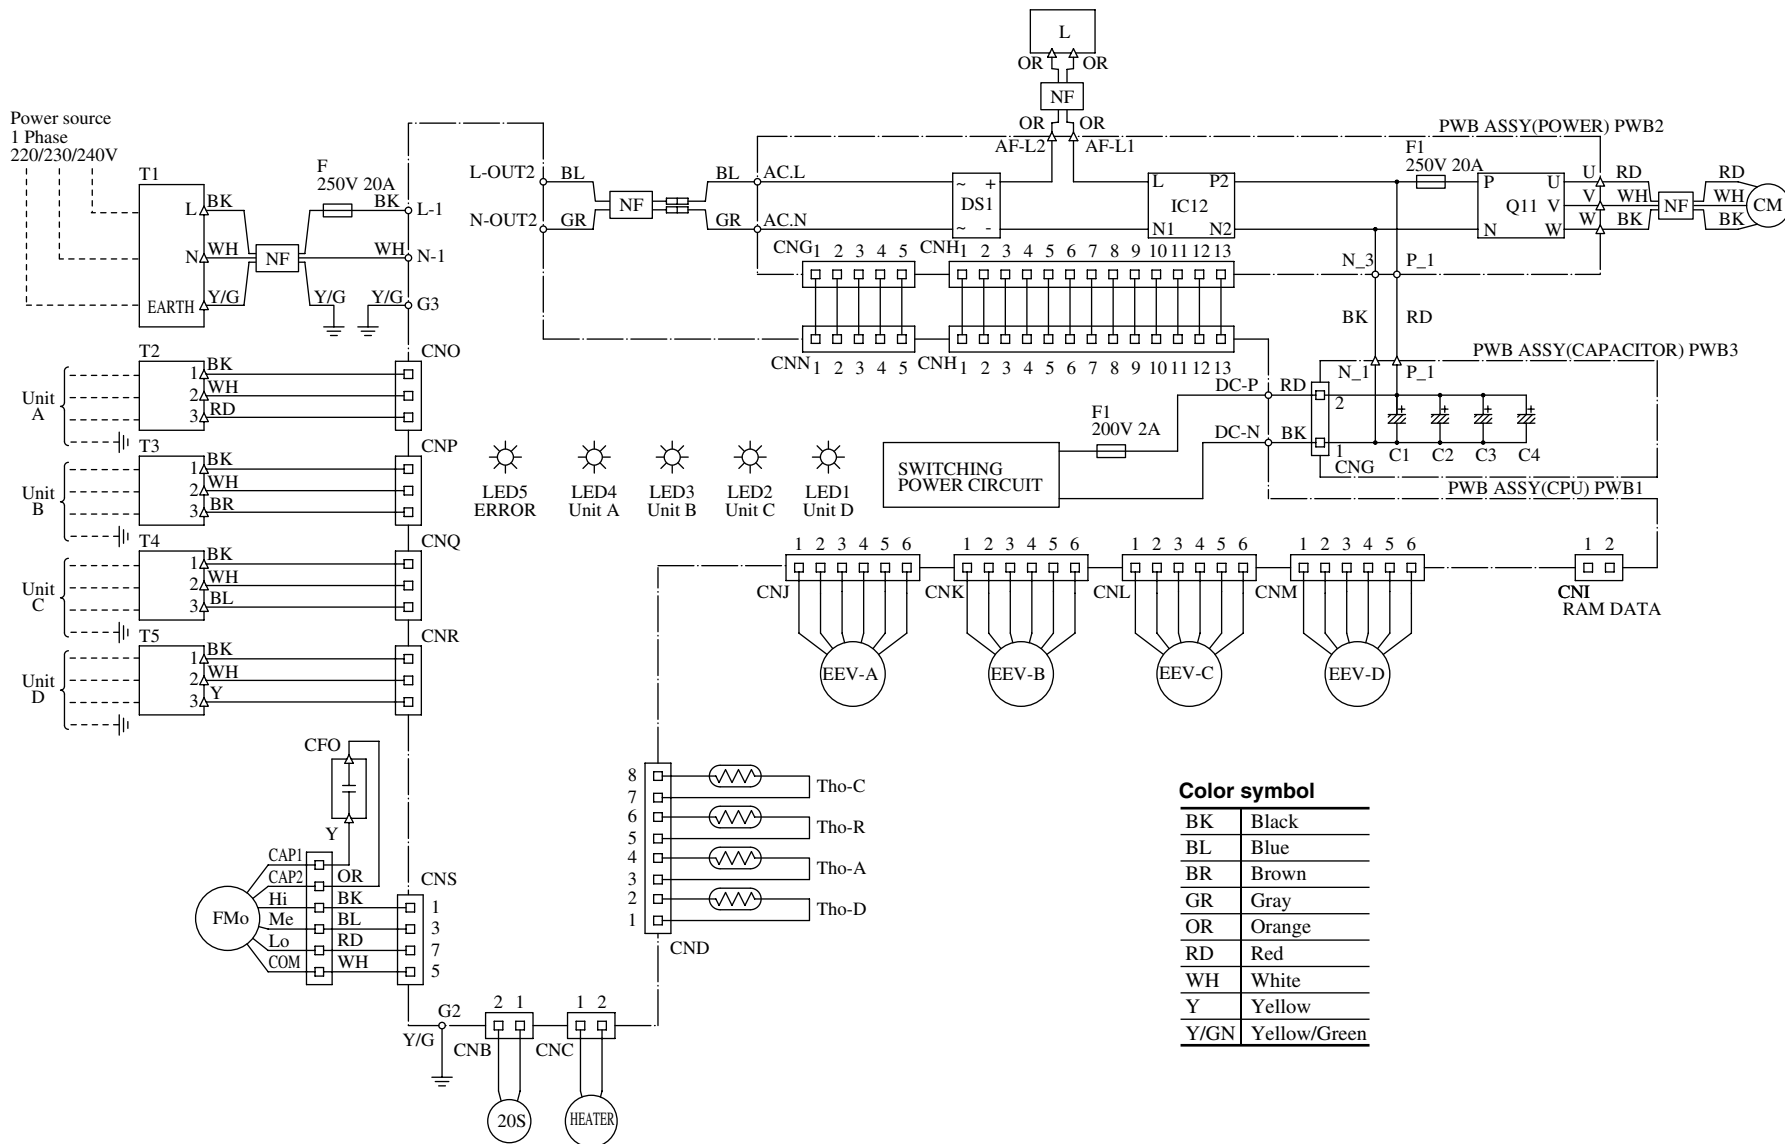 L
OR OR
NF
OR OR
AF-L2 AF-L1
PWB ASSY(POWER) PWB2
Power source
1 Phase
220/230/240V
T1
L BK
N WH
EARTH Y/G
NF
F
250V 20A
BK L-1
WH N-1
Y/G
Y/G G3
L-OUT2 BL
N-OUT2 GR
NF
BL AC.L
GR AC.N
~ +
DS1
~ -
L P2
IC12
N1 N2
F1
250V 20A
P U
Q11 V
N W
U RD
V WH
W BK
NF
RD
WH
BK
CM
CNG 1 2 3 4 5
CNH 1 2 3 4 5 6 7 8 9 10 11 12 13
N_3 P_1
BK RD
CNN 1 2 3 4 5
CNH 1 2 3 4 5 6 7 8 9 10 11 12 13
PWB ASSY(CAPACITOR) PWB3
N_1 P_1
DC-P RD
2
DC-N BK
1
CNG
+ + + +
C1 C2 C3 C4
F1
200V 2A
SWITCHING
POWER CIRCUIT
PWB ASSY(CPU) PWB1
T2
Unit
A
1 BK
2 WH
3 RD
CNO
T3
Unit
B
1 BK
2 WH
3 BR
CNP
T4
Unit
C
1 BK
2 WH
3 BL
CNQ
T5
Unit
D
1 BK
2 WH
3 Y
CNR
LED5
ERROR
LED4
Unit A
LED3
Unit B
LED2
Unit C
LED1
Unit D
1 2 3 4 5 6
CNJ
EEV-A
1 2 3 4 5 6
CNK
EEV-B
1 2 3 4 5 6
CNL
EEV-C
1 2 3 4 5 6
CNM
EEV-D
1 2
CNI
RAM DATA
CFO
Y
CAP1
CAP2 OR
Hi BK
Me BL
Lo RD
COM WH
FMo
CNS
1
3
7
5
8
7
Tho-C
6
5
Tho-R
4
3
Tho-A
2
1
Tho-D
CND
G2
Y/G
2 1
CNB
20S
1 2
CNC
HEATER
Color symbol
BK Black
BL Blue
BR Brown
GR Gray
OR Orange
RD Red
WH White
Y Yellow
Y/GN Yellow/Green